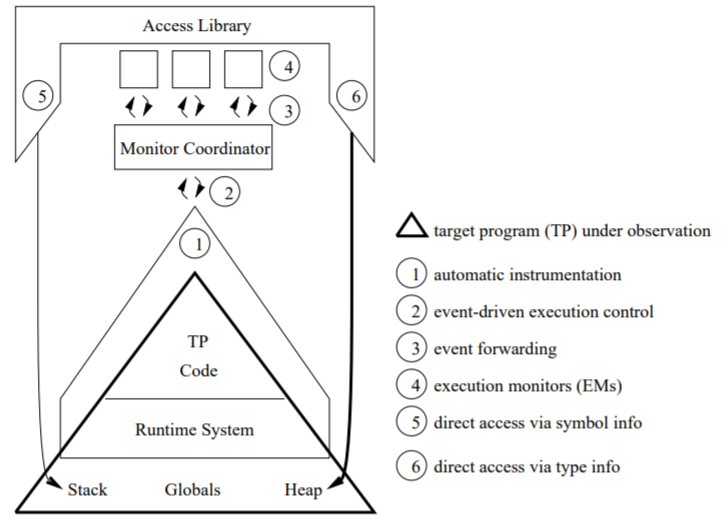 Access Library
4
5
6
3
Monitor Coordinator
2
1
TP
Code
Runtime System
Stack Globals Heap
target program (TP) under observation
1 automatic instrumentation
2 event-driven execution control
3 event forwarding
4 execution monitors (EMs)
5 direct access via symbol info
6 direct access via type info